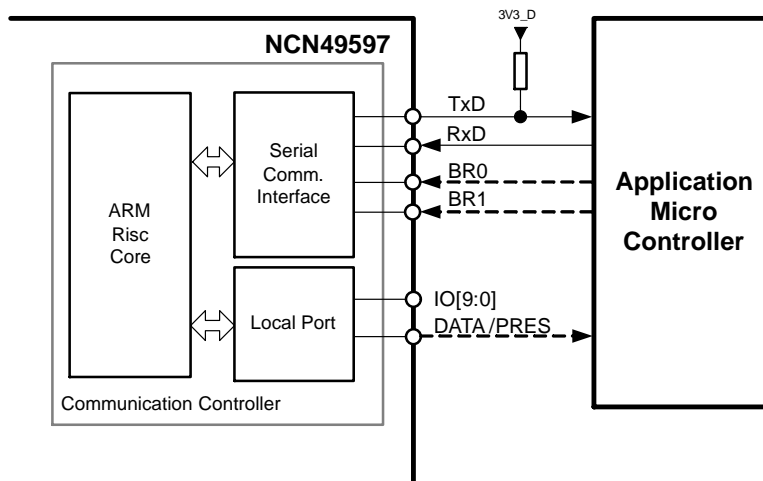 3V3_D
NCN49597
TxD
RxD
BR0
BR1
Serial
Comm.
Interface
ARM
Risc
Core
Application
Micro
Controller
IO[9:0]
DATA/PRES
Local Port
Communication Controller